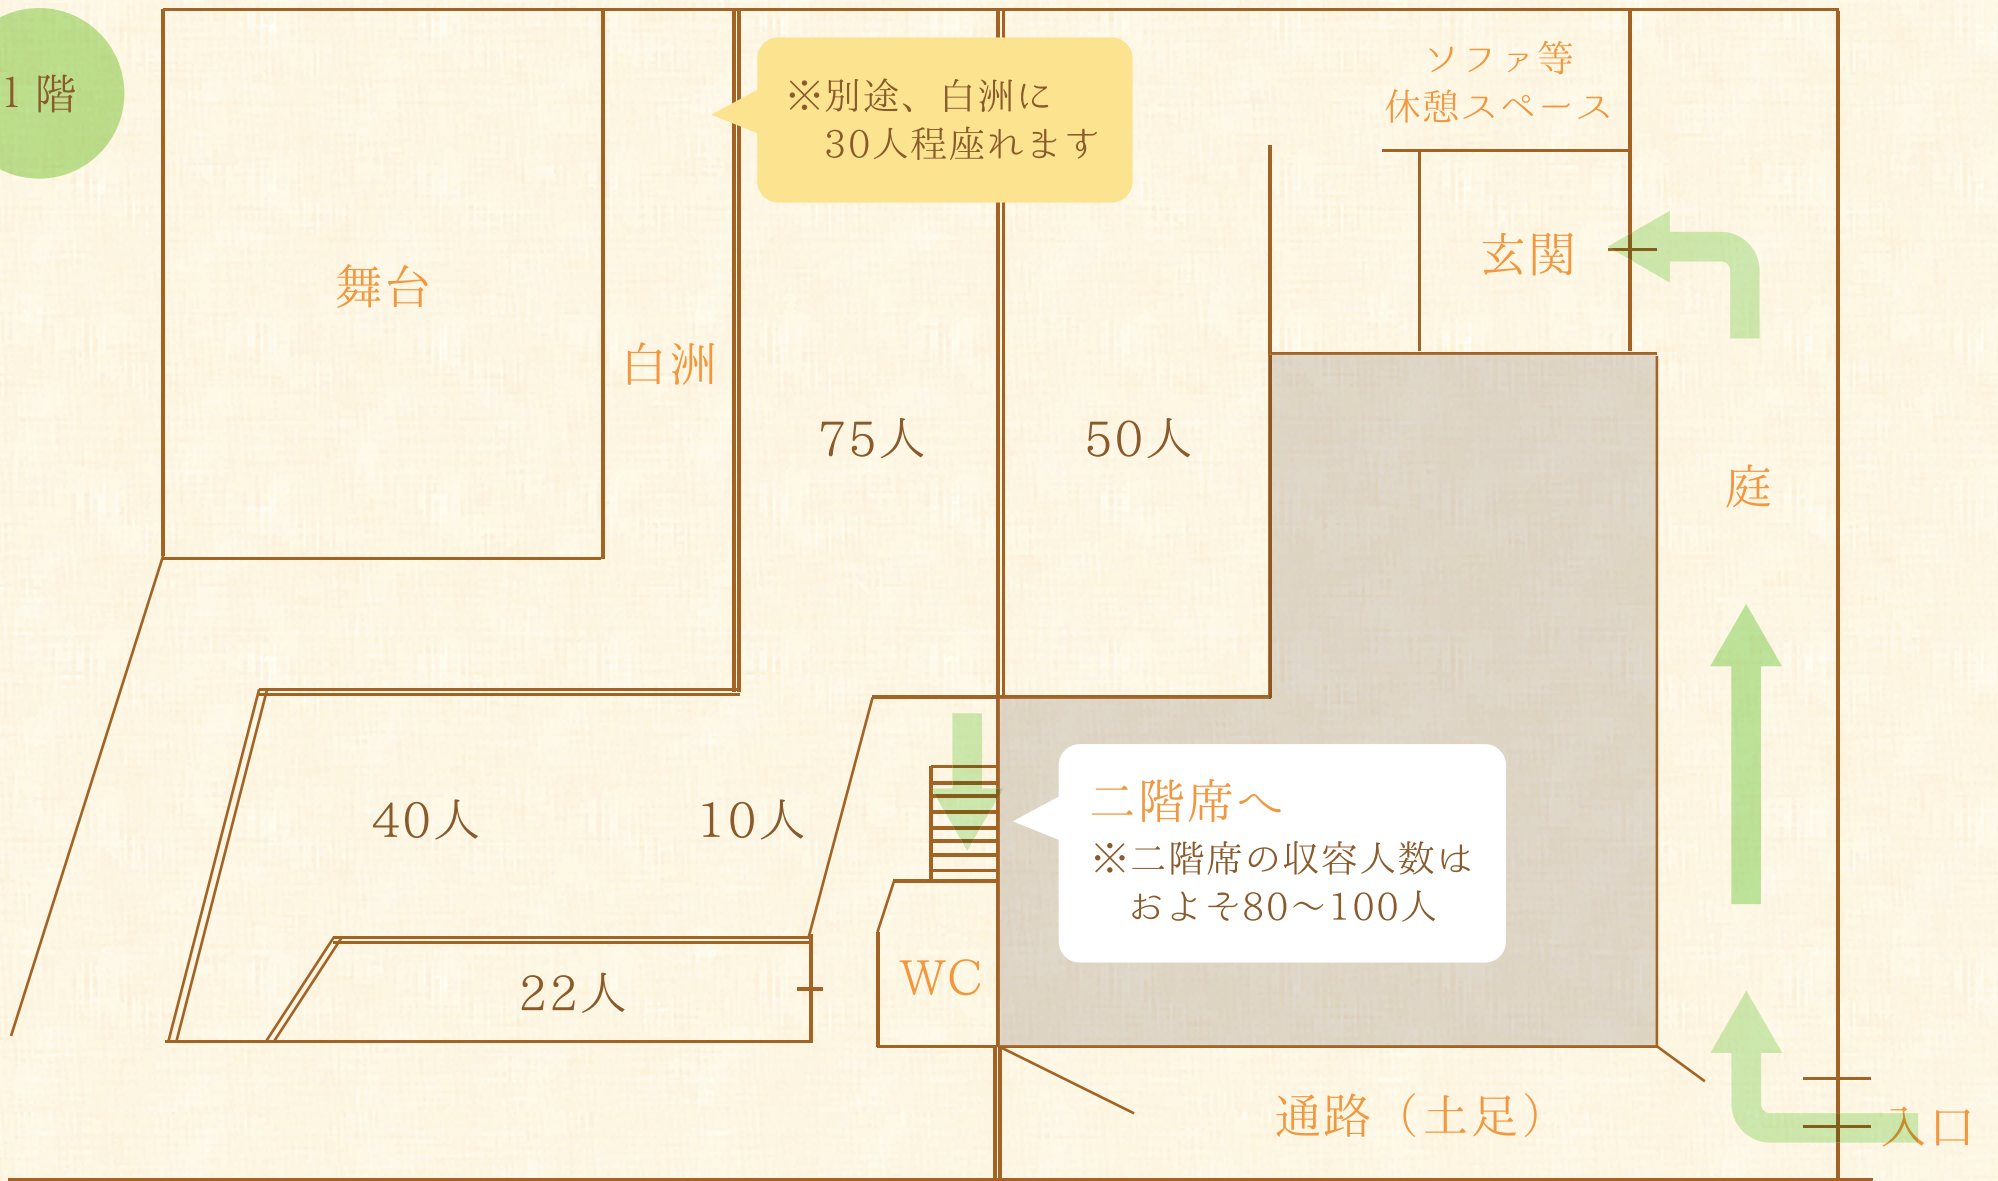 1階
※別途、白洲に
30人程座れます
ソファ等
休憩スペース
玄関
舞台
白洲
75人
50人
庭
40人
10人
二階席へ
※二階席の収容人数は
およそ80〜100人
22人
WC
通路（土足）
入口